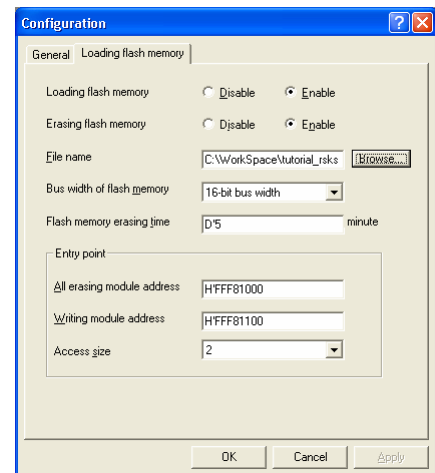 Configuration
General Loading flash memory
Loading flash memory Disable Enable
Erasing flash memory Disable Enable
File name C:\WorkSpace\tutorial_rsks Browse...
Bus width of flash memory 16-bit bus width
Flash memory erasing time D'5 minute
Entry point
All erasing module address H'FFF81000
Writing module address H'FFF81100
Access size 2
OK Cancel Apply